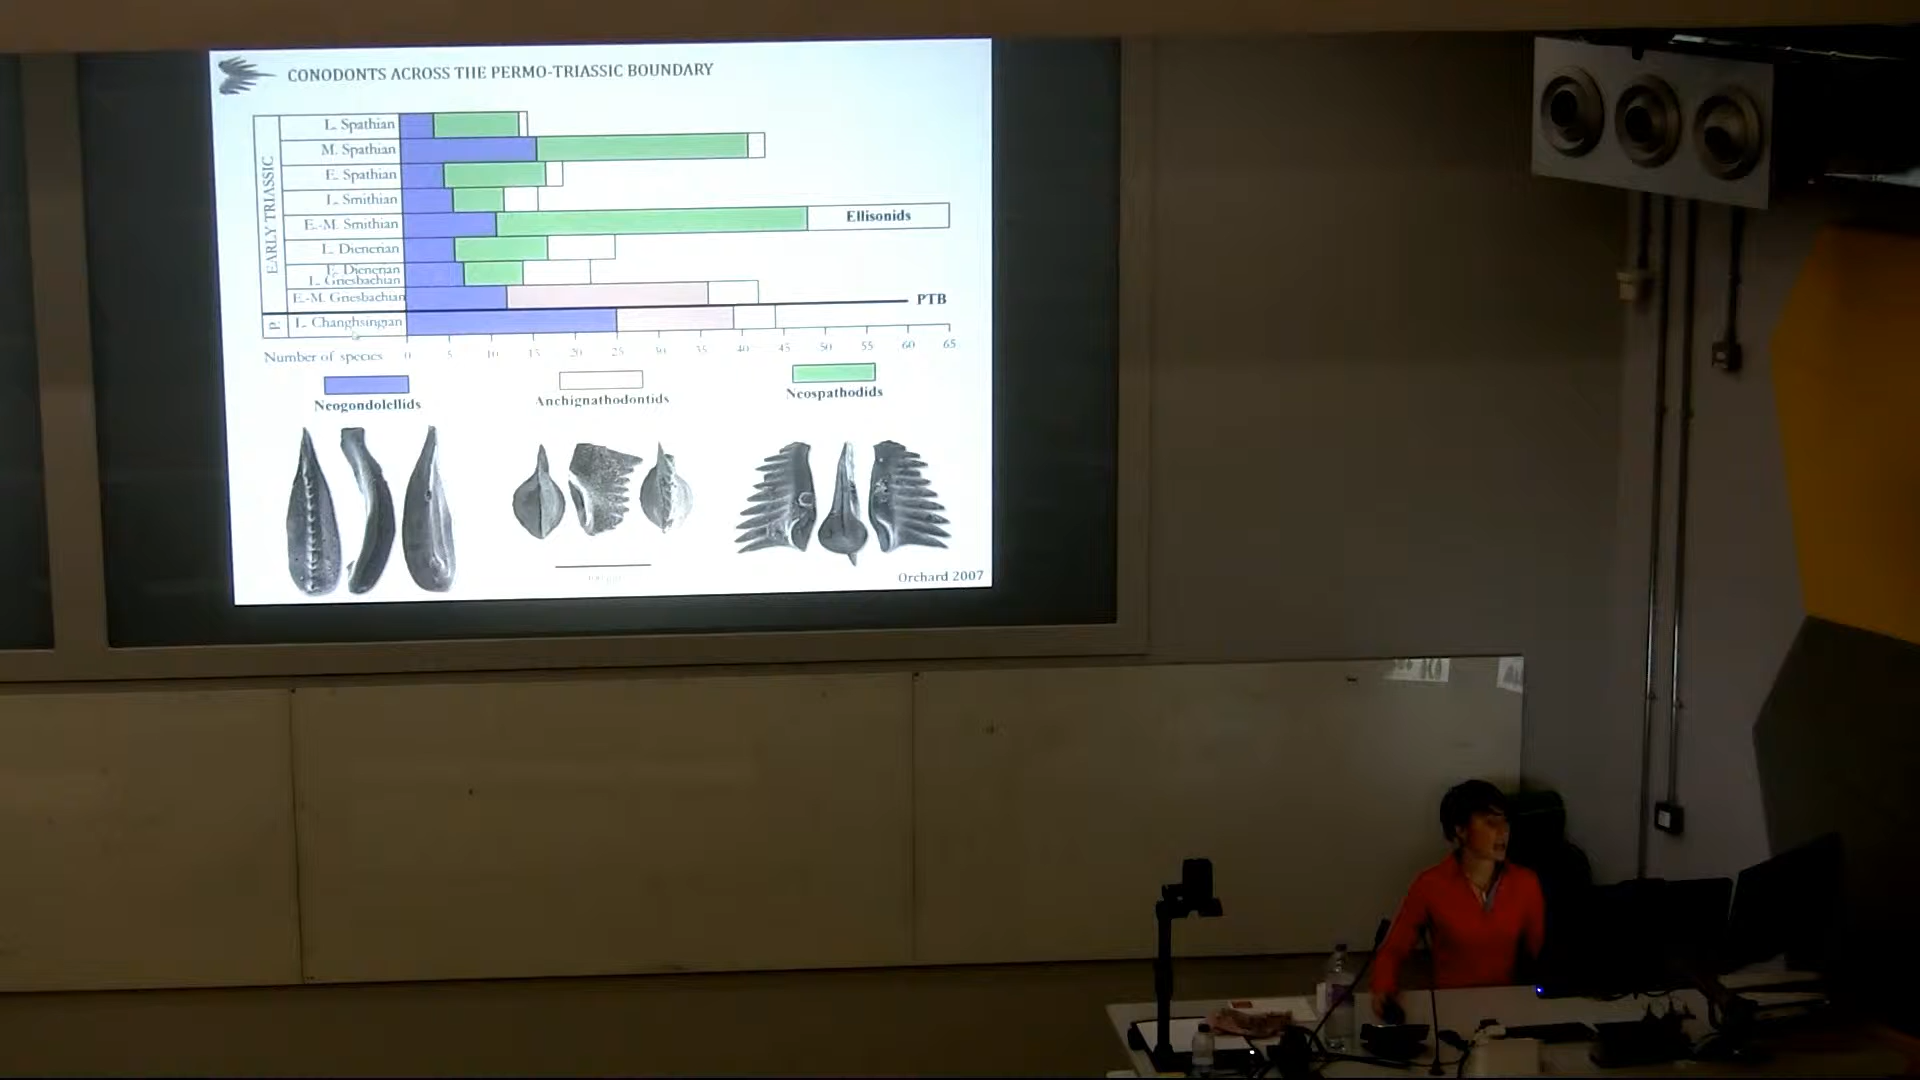 CONODONTS ACROSS THE PERMO-TRIASSIC BOUNDARY
EARLY TRIASSIC
L. Spathian
M. Spathian
E. Spathian
L. Smithian
E.-M. Smithian
Ellisonids
L. Dienerian
E. Dienerian
L. Griesbachian
E.-M. Griesbachian
PTB
P.
L. Changhsingian
Number of species 0 5 10 15 20 25 30 35 40 45 50 55 60 65
Neogondolellids
Anchignathodontids
Neospathodids
Orchard 2007